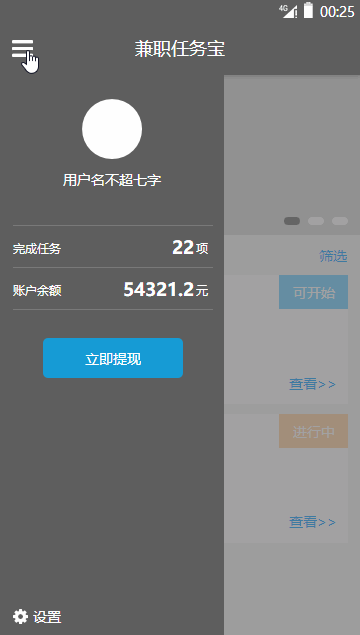 4G 00:25
兼职任务宝
用户名不超七字
筛选
完成任务 22 项
可开始
账户余额 54321.2 元
立即提现
查看>>
进行中
查看>>
设置